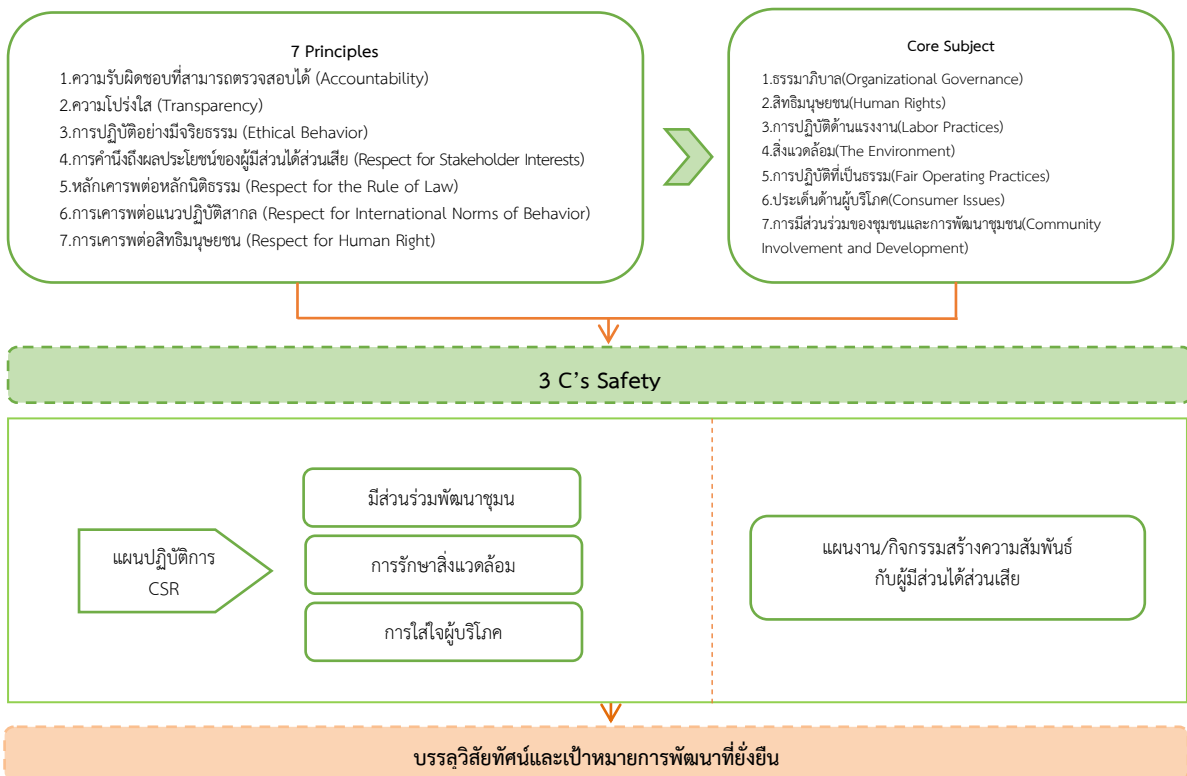 7 Principles
1.ความรับผิดชอบที่สามารถตรวจสอบได้ (Accountability)
2.ความโปร่งใส (Transparency)
3.การปฏิบัติอย่างมีจริยธรรม (Ethical Behavior)
4.การคำนึงถึงผลประโยชน์ของผู้มีส่วนได้ส่วนเสีย (Respect for Stakeholder Interests)
5.หลักเคารพต่อหลักนิติธรรม (Respect for the Rule of Law)
6.การเคารพต่อแนวปฏิบัติสากล (Respect for International Norms of Behavior)
7.การเคารพต่อสิทธิมนุษยชน (Respect for Human Right)
Core Subject
1.ธรรมาภิบาล(Organizational Governance)
2.สิทธิมนุษยชน(Human Rights)
3.การปฏิบัติด้านแรงงาน(Labor Practices)
4.สิ่งแวดล้อม(The Environment)
5.การปฏิบัติที่เป็นธรรม(Fair Operating Practices)
6.ประเด็นด้านผู้บริโภค(Consumer Issues)
7.การมีส่วนร่วมของชุมชนและการพัฒนาชุมชน(Community
Involvement and Development)
3 C's Safety
แผนปฏิบัติการ
CSR
มีส่วนร่วมพัฒนาชุมน
การรักษาสิ่งแวดล้อม
การใส่ใจผู้บริโภค
แผนงาน/กิจกรรมสร้างความสัมพันธ์
กับผู้มีส่วนได้ส่วนเสีย
บรรลุวิสัยทัศน์และเป้าหมายการพัฒนาที่ยั่งยืน